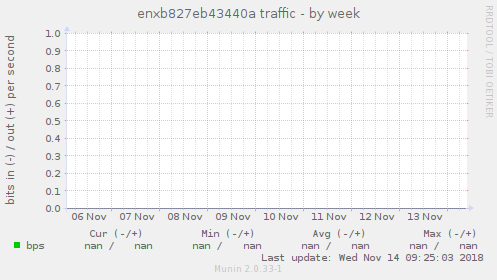 enxb827eb43440a traffic - by week
RRDTOOL / TOBI OETIKER
bits in (-) / out (+) per second
1.0
0.9
0.8
0.7
0.6
0.5
0.4
0.3
0.2
0.1
0.0
06 Nov 07 Nov 08 Nov 09 Nov 10 Nov 11 Nov 12 Nov 13 Nov
Cur (-/+) Min (-/+) Avg (-/+) Max (-/+)
bps nan / nan nan / nan nan / nan nan / nan
Last update: Wed Nov 14 09:25:03 2018
Munin 2.0.33-1